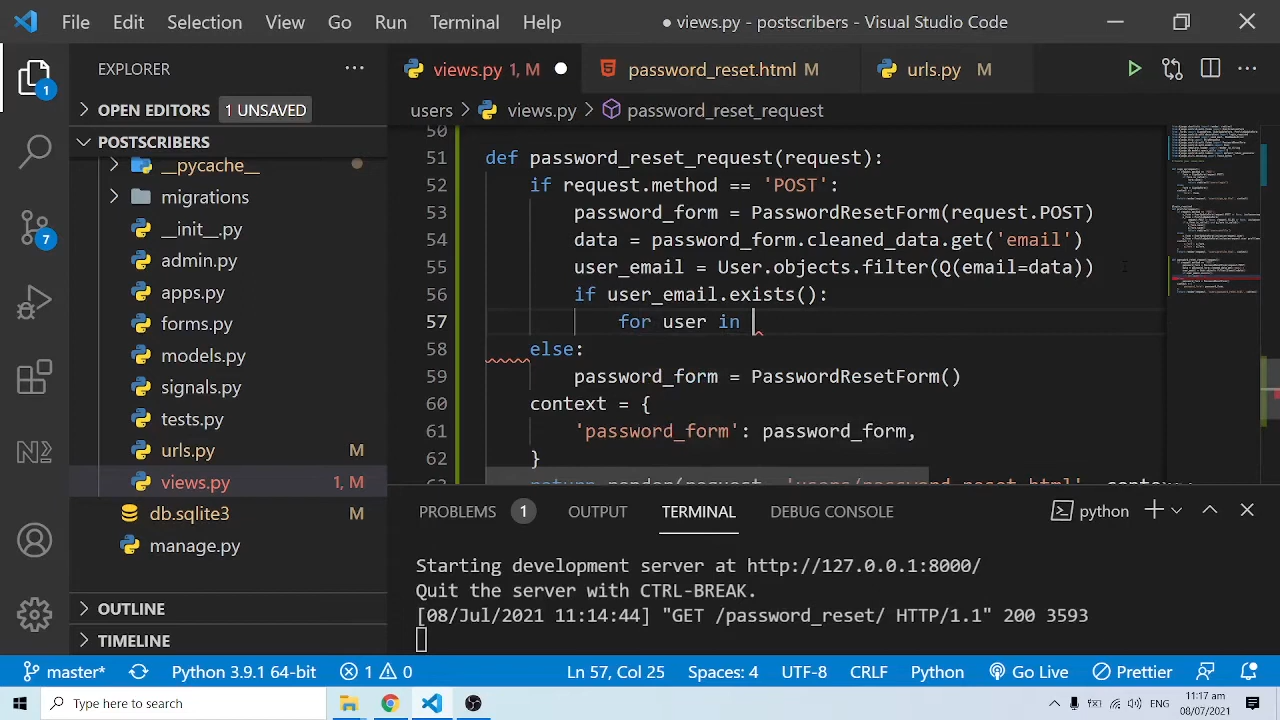 File Edit Selection View Go Run Terminal Help
● views.py - postscribers - Visual Studio Code
EXPLORER
views.py 1, M
password_reset.html M
urls.py M
OPEN EDITORS 1 UNSAVED
users > views.py > password_reset_request
POSTSCRIBERS
__pycache__
migrations
__init__.py
admin.py
apps.py
forms.py
models.py
signals.py
tests.py
urls.py M
views.py 1, M
db.sqlite3 M
manage.py
OUTLINE
TIMELINE
1
7
50
51 def password_reset_request(request):
52 if request.method == 'POST':
53 password_form = PasswordResetForm(request.POST)
54 data = password_form.cleaned_data.get('email')
55 user_email = User.objects.filter(Q(email=data))
56 if user_email.exists():
57 for user in
58 else:
59 password_form = PasswordResetForm()
60 context = {
61 'password_form': password_form,
62 }
PROBLEMS 1 OUTPUT TERMINAL DEBUG CONSOLE python
Starting development server at http://127.0.0.1:8000/
Quit the server with CTRL-BREAK.
[08/Jul/2021 11:14:44] "GET /password_reset/ HTTP/1.1" 200 3593
master* Python 3.9.1 64-bit 1 0 Ln 57, Col 25 Spaces: 4 UTF-8 CRLF Python Go Live Prettier
Type here to search
ENG
11:17 am
08/07/2021